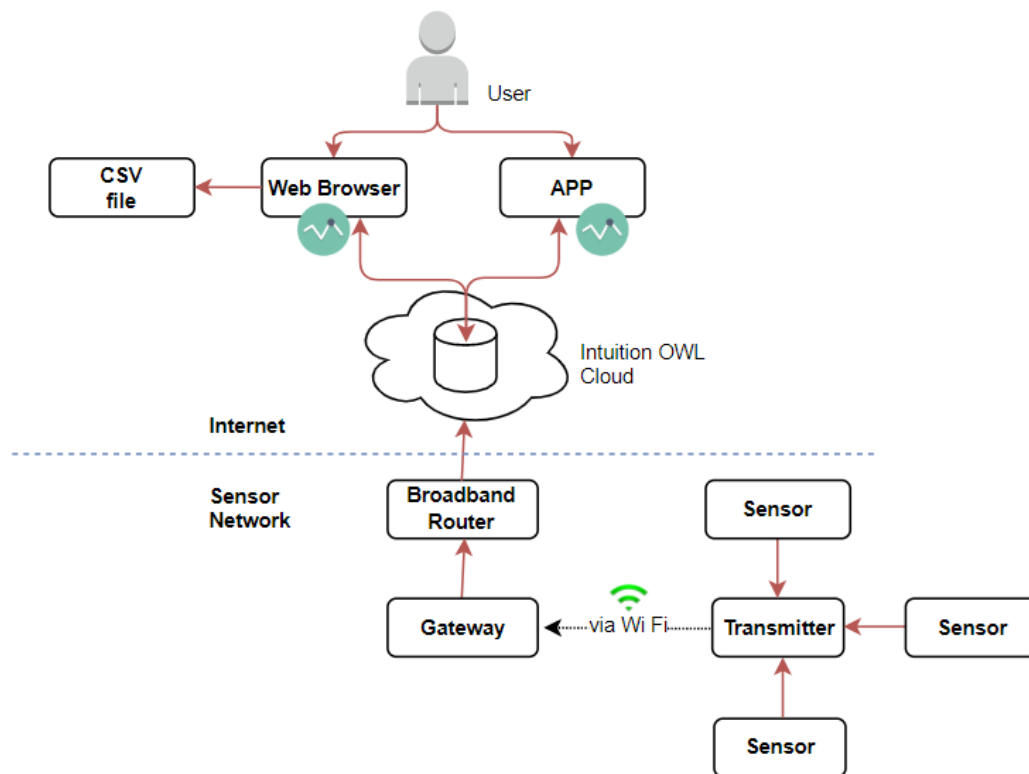 User
CSV
file
Web Browser
APP
Intuition OWL
Cloud
Internet
Sensor
Network
Broadband
Router
Sensor
Gateway
via Wi Fi
Transmitter
Sensor
Sensor